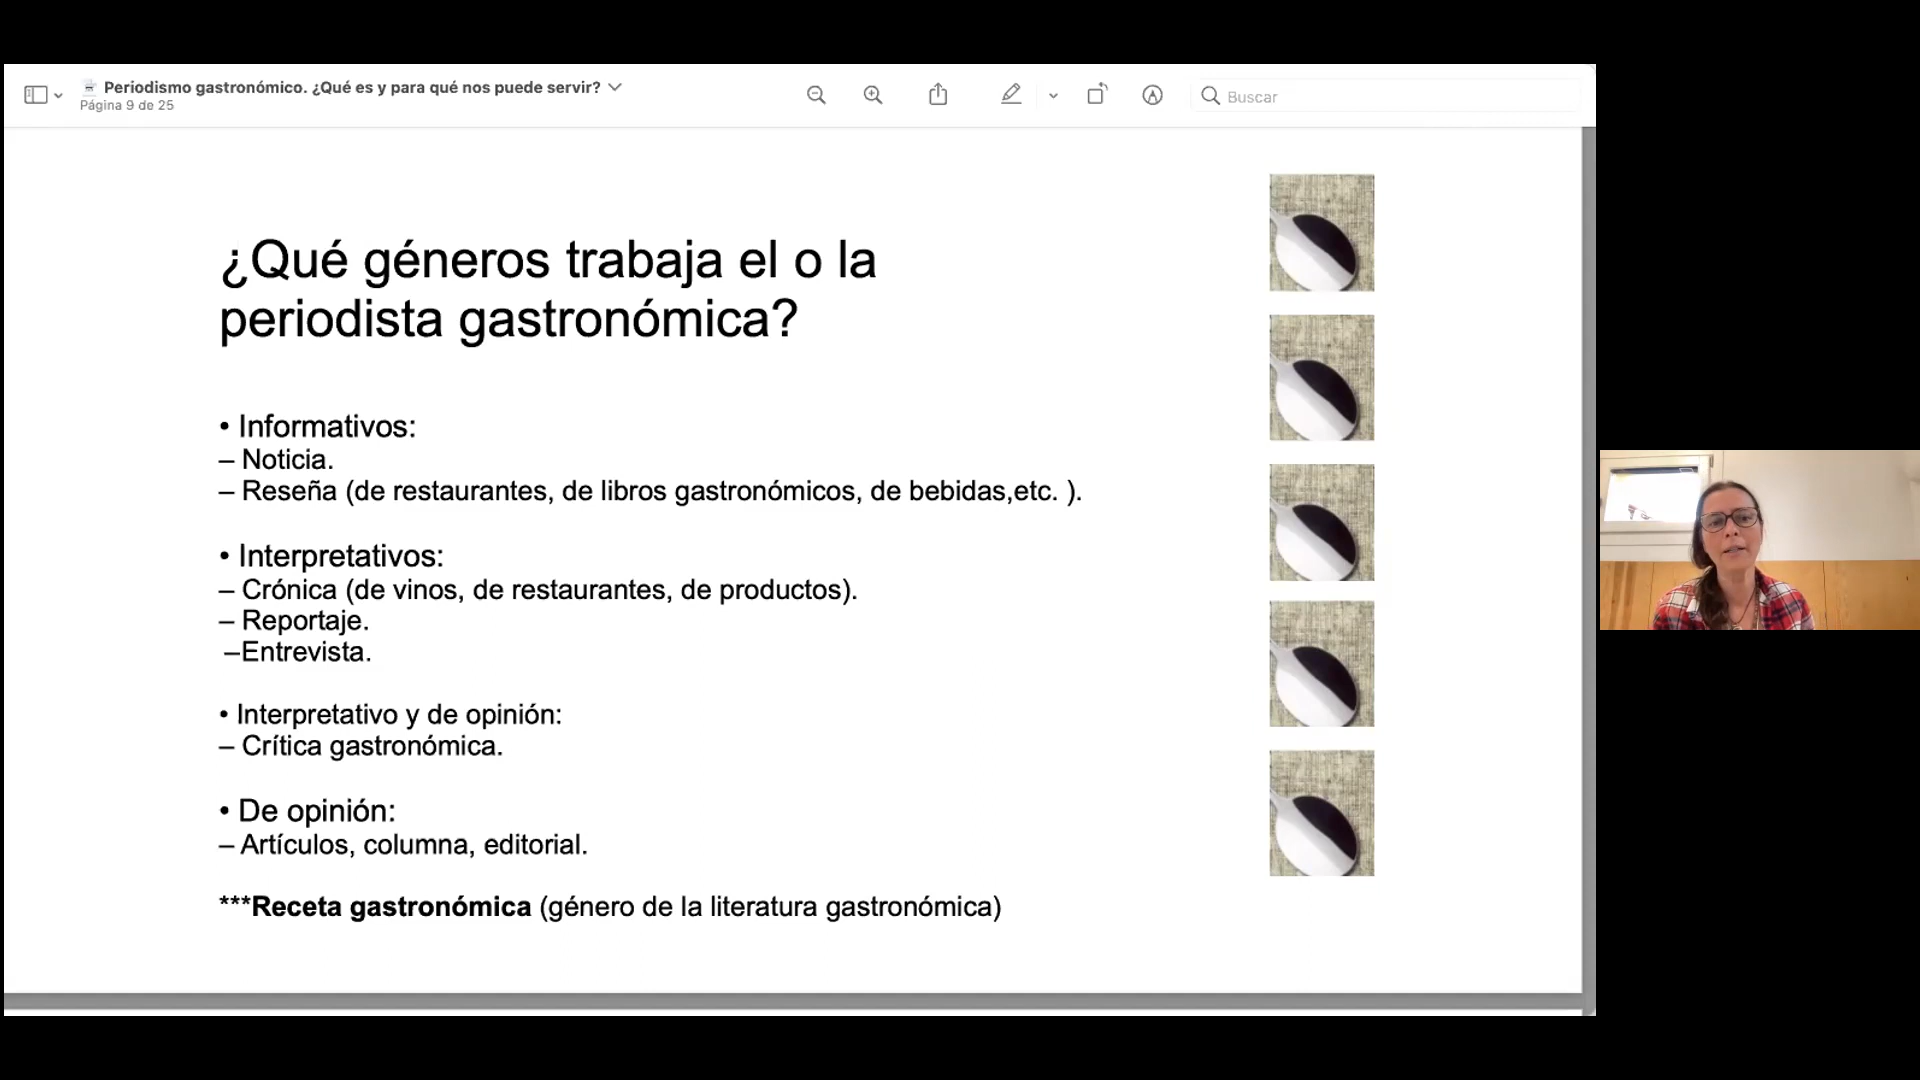 Periodismo gastronómico. ¿Qué es y para qué nos puede servir?
Página 9 de 25
Buscar
¿Qué géneros trabaja el o la
periodista gastronómica?
• Informativos:
– Noticia.
– Reseña (de restaurantes, de libros gastronómicos, de bebidas,etc. ).
• Interpretativos:
– Crónica (de vinos, de restaurantes, de productos).
– Reportaje.
–Entrevista.
• Interpretativo y de opinión:
– Crítica gastronómica.
• De opinión:
– Artículos, columna, editorial.
***Receta gastronómica (género de la literatura gastronómica)